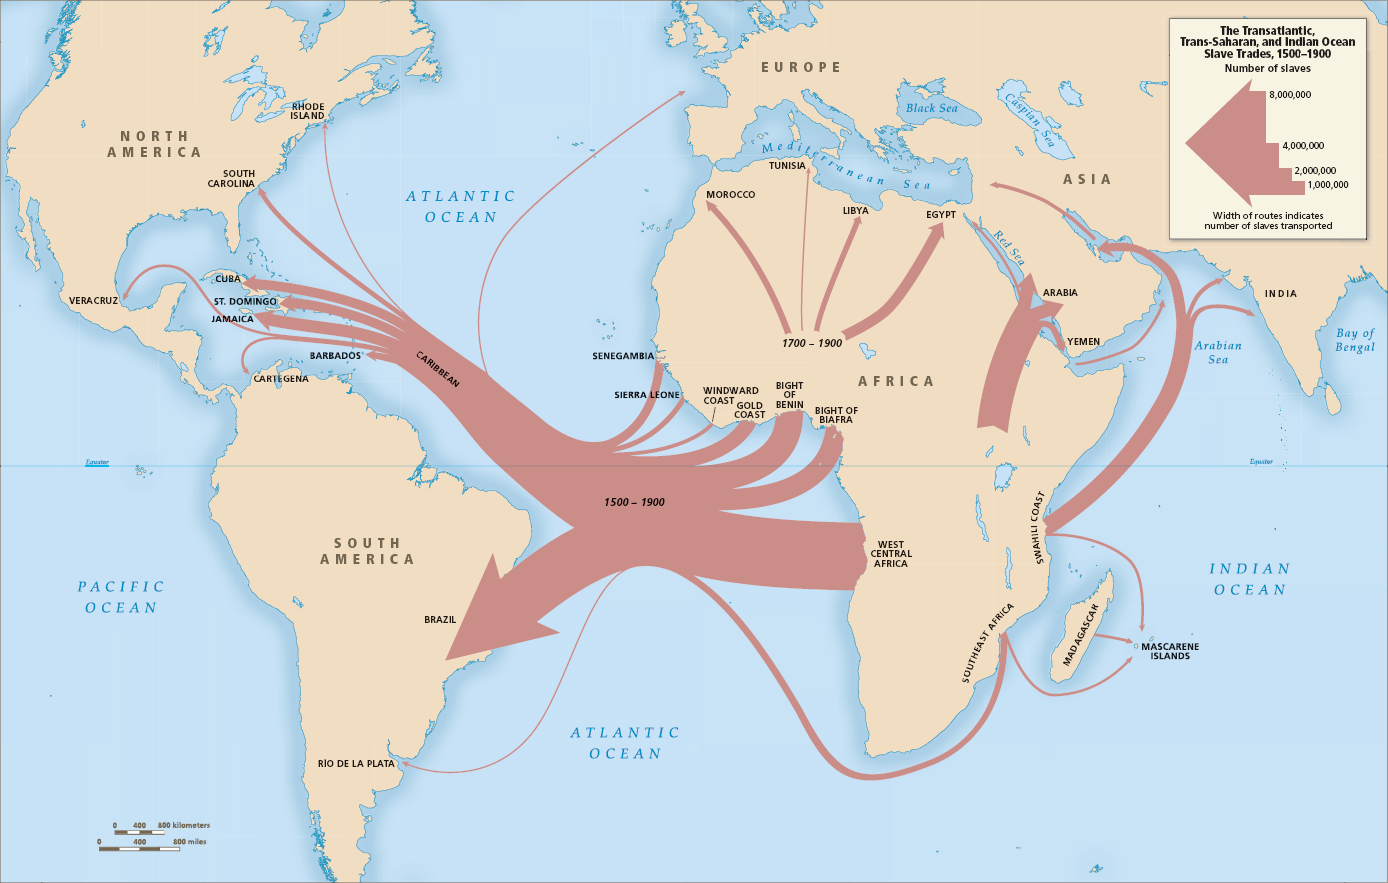 The Transatlantic,
Trans-Saharan, and Indian Ocean
Slave Trades, 1500–1900
Number of slaves
8,000,000
4,000,000
2,000,000
1,000,000
Width of routes indicates
number of slaves transported
EUROPE
Black Sea
Caspian Sea
NORTH
AMERICA
RHODE
ISLAND
SOUTH
CAROLINA
ATLANTIC
OCEAN
Mediterranean Sea
TUNISIA
MOROCCO
LIBYA
EGYPT
ASIA
Red Sea
ARABIA
YEMEN
INDIA
Arabian
Sea
Bay of
Bengal
VERACRUZ
CUBA
ST. DOMINGO
JAMAICA
BARBADOS
CARTEGENA
CARIBBEAN
1700 – 1900
AFRICA
SENEGAMBIA
SIERRA LEONE
WINDWARD
COAST
GOLD
COAST
BIGHT
OF
BENIN
BIGHT OF
BIAFRA
Equator
Equator
1500 – 1900
WEST
CENTRAL
AFRICA
SWAHILI COAST
SOUTHEAST AFRICA
MADAGASCAR
MASCARENE
ISLANDS
INDIAN
OCEAN
SOUTH
AMERICA
PACIFIC
OCEAN
BRAZIL
ATLANTIC
OCEAN
RÍO DE LA PLATA
0 400 800 kilometers
0 400 800 miles